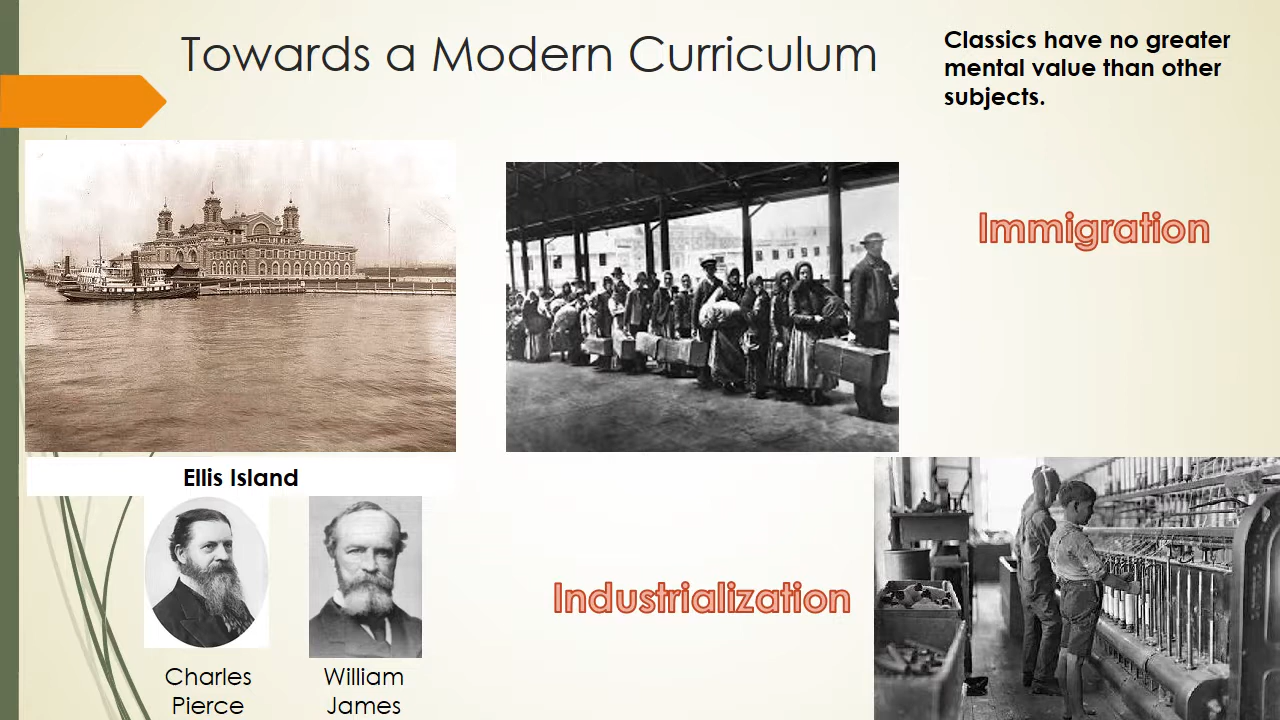 Towards a Modern Curriculum
Classics have no greater
mental value than other
subjects.
Immigration
Ellis Island
Industrialization
Charles
Pierce
William
James